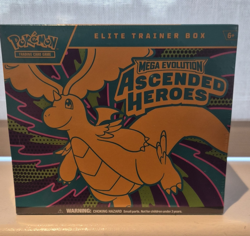 POKéMON
TRADING CARD GAME
ELITE TRAINER BOX
MEGA EVOLUTION
ASCENDED
HEROES
WARNING: